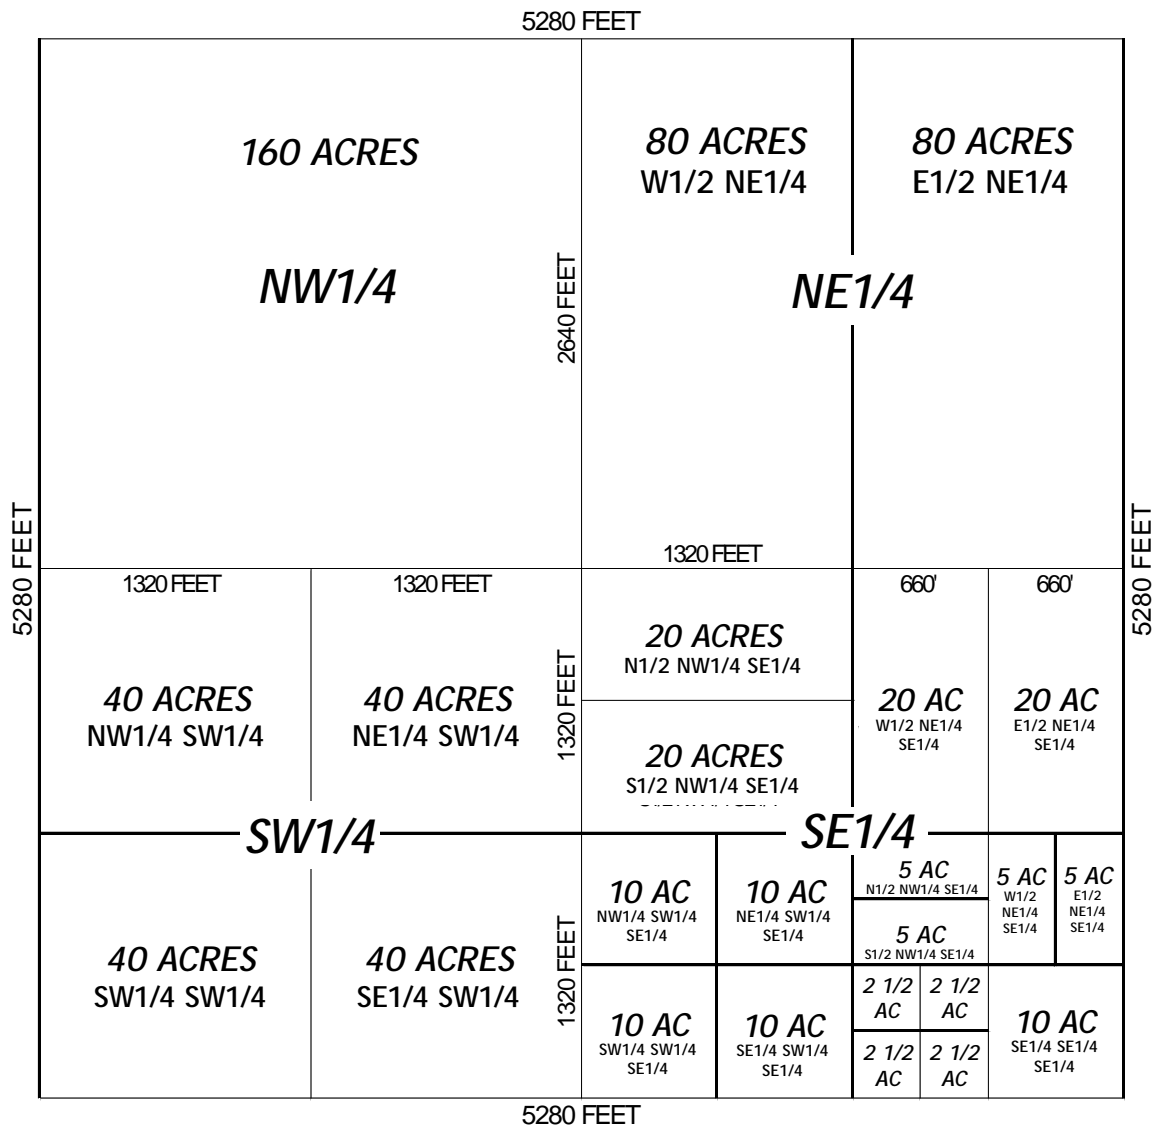 5280 FEET
160 ACRES
NW1/4
80 ACRES
W1/2 NE1/4
80 ACRES
E1/2 NE1/4
NE1/4
2640 FEET
5280 FEET
5280 FEET
1320 FEET
1320 FEET
1320 FEET
660'
660'
40 ACRES
NW1/4 SW1/4
40 ACRES
NE1/4 SW1/4
1320 FEET
20 ACRES
N1/2 NW1/4 SE1/4
20 ACRES
S1/2 NW1/4 SE1/4
20 AC
W1/2 NE1/4
SE1/4
20 AC
E1/2 NE1/4
SE1/4
SW1/4
SE1/4
40 ACRES
SW1/4 SW1/4
40 ACRES
SE1/4 SW1/4
1320 FEET
10 AC
NW1/4 SW1/4
SE1/4
10 AC
NE1/4 SW1/4
SE1/4
5 AC
N1/2 NW1/4 SE1/4
5 AC
S1/2 NW1/4 SE1/4
5 AC
W1/2
NE1/4
SE1/4
5 AC
E1/2
NE1/4
SE1/4
10 AC
SW1/4 SW1/4
SE1/4
10 AC
SE1/4 SW1/4
SE1/4
2 1/2
AC
2 1/2
AC
2 1/2
AC
2 1/2
AC
10 AC
SE1/4 SE1/4
SE1/4
5280 FEET